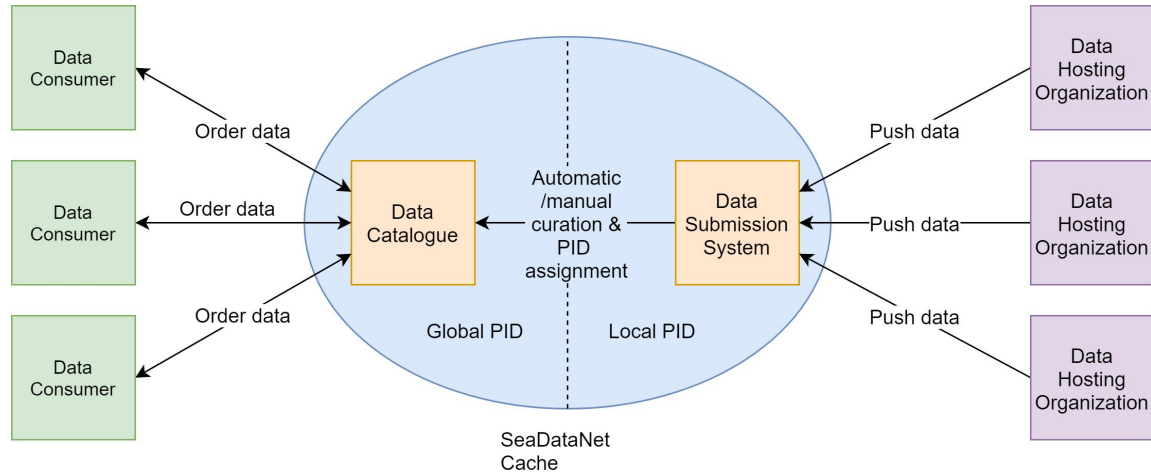 Data
Consumer
Order data
Data
Consumer
Order data
Data
Consumer
Order data
Data
Catalogue
Automatic
/manual
curation &
PID
assignment
Data
Submission
System
Global PID
Local PID
SeaDataNet
Cache
Push data
Data
Hosting
Organization
Push data
Data
Hosting
Organization
Push data
Data
Hosting
Organization